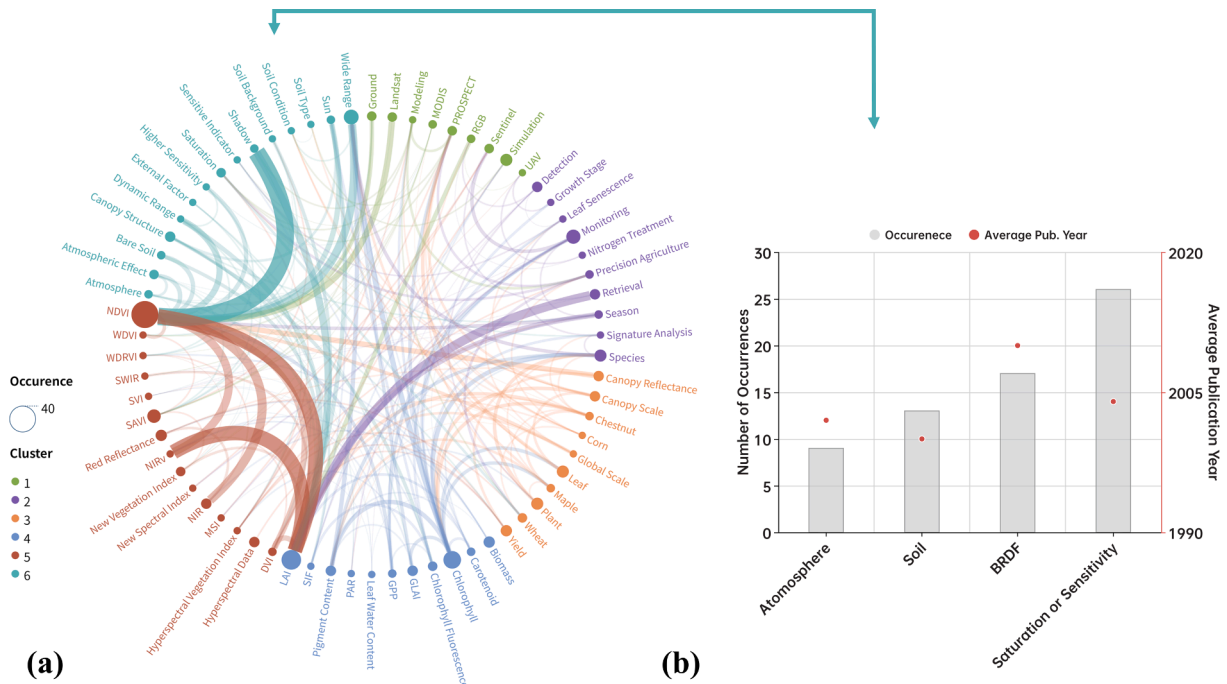 Wide Range
Ground
Landsat
Modeling
MODIS
PROSPECT
RGB
Sentinel
Simulation
UAV
Detection
Growth Stage
Leaf Senescence
Monitoring
Nitrogen Treatment
Precision Agriculture
Retrieval
Season
Signature Analysis
Species
Canopy Reflectance
Canopy Scale
Chestnut
Corn
Global Scale
Leaf
Maple
Plant
Wheat
Yield
Biomass
Carotenoid
Chlorophyll
Chlorophyll Fluorescence
GLAI
GPP
Leaf Water Content
PAR
Pigment Content
SIF
LAI
DVI
Hyperspectral Data
Hyperspectral Vegetation Index
MSI
NIR
New Spectral Index
New Vegetation Index
NIRv
Red Reflectance
SAVI
SVI
SWIR
WDRVI
WDVI
NDVI
Atmosphere
Atmospheric Effect
Bare Soil
Canopy Structure
Dynamic Range
External Factor
Higher Sensitivity
Saturation
Sensitive Indicator
Shadow
Soil Background
Soil Condition
Soil Type
Sun
Occurence
40
Cluster
1
2
3
4
5
6
(a)
Occurenece
Average Pub. Year
Number of Occurrences
30
25
20
15
10
5
0
2020
2005
1990
Average Publication Year
Atomosphere
Soil
BRDF
Saturation or Sensitivity
(b)